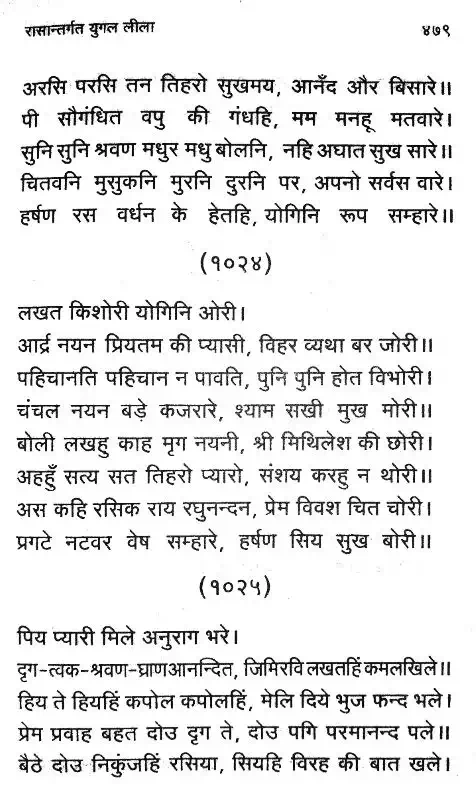 रासान्तर्गत युगल लीला ४७९
अरसि परसि तन तिहरो सुखमय, आनँद और बिसारे॥
पी सौगंधित वपु की गंधहि, मम मनहू मतवारे।
सुनि सुनि श्रवण मधुर मधु बोलनि, नहि अघात सुख सारे॥
चितवनि मुसुकनि मुरनि दुरनि पर, अपनो सर्वस वारे।
हर्षण रस वर्धन के हेतहि, योगिनि रूप सम्हारे॥
(१०२४)
लखत किशोरी योगिनि ओरी।
आर्द्र नयन प्रियतम की प्यासी, विहर व्यथा बर जोरी॥
पहिचानति पहिचान न पावति, पुनि पुनि होत विभोरी।
चंचल नयन बड़े कजरारे, श्याम सखी मुख मोरी॥
बोली लखहु काह मृग नयनी, श्री मिथिलेश की छोरी।
अहहुँ सत्य सत तिहरो प्यारो, संशय करहु न थोरी॥
अस कहि रसिक राय रघुनन्दन, प्रेम विवश चित चोरी।
प्रगटे नटवर वेष सम्हारे, हर्षण सिय सुख बोरी॥
(१०२५)
पिय प्यारी मिले अनुराग भरे।
दृग-त्वक-श्रवण-घ्राणआनन्दित, जिमिरवि लखतहिं कमलखिले॥
हिय ते हियहिं कपोल कपोलहिं, मेलि दिये भुज फन्द भले।
प्रेम प्रवाह बहत दोउ दृग ते, दोउ पगि परमानन्द पले॥
बैठे दोउ निकुंजहिं रसिया, सियहि विरह की बात खले।